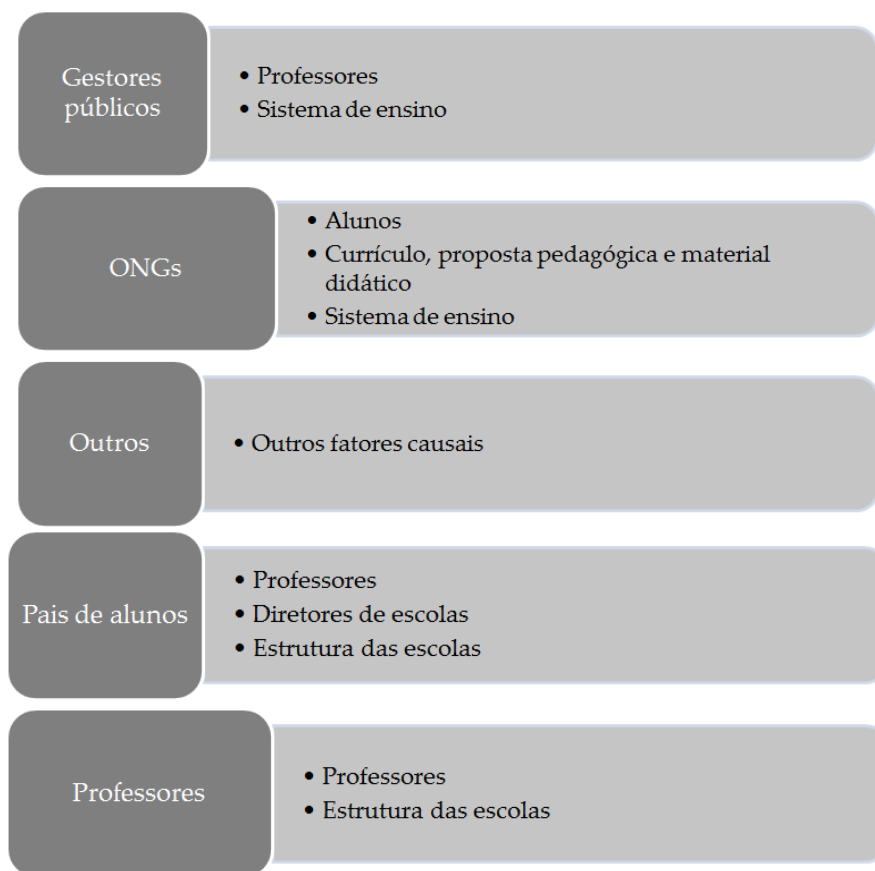 Gestores
públicos
• Professores
• Sistema de ensino
ONGs
• Alunos
• Currículo, proposta pedagógica e material
didático
• Sistema de ensino
Outros
• Outros fatores causais
Pais de alunos
• Professores
• Diretores de escolas
• Estrutura das escolas
Professores
• Professores
• Estrutura das escolas